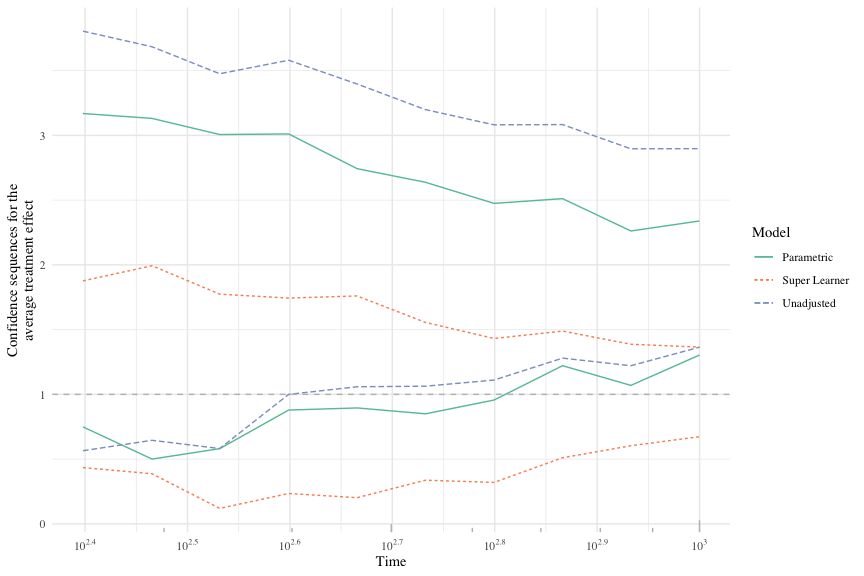 Confidence sequences for the
average treatment effect
3
2
1
0
10^2.4 10^2.5 10^2.6 10^2.7 10^2.8 10^2.9 10^3
Time
Model
Parametric
Super Learner
Unadjusted